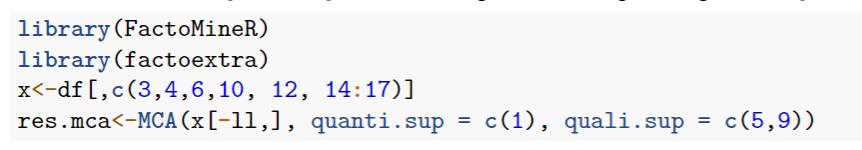 library(FactoMineR)
library(factoextra)
x<-df[,c(3,4,6,10, 12, 14:17)]
res.mca<-MCA(x[-ll,], quanti.sup = c(1), quali.sup = c(5,9))